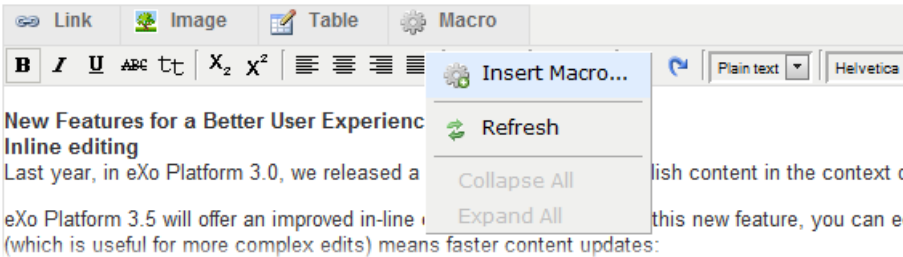 Link Image Table Macro
B I U ABC Tt X₂ X² Plain text Helvetica
Insert Macro...
New Features for a Better User Experienc
Refresh
Inline editing
Last year, in eXo Platform 3.0, we released a lish content in the context
Collapse All
eXo Platform 3.5 will offer an improved in-line this new feature, you can e
Expand All
(which is useful for more complex edits) means faster content updates: